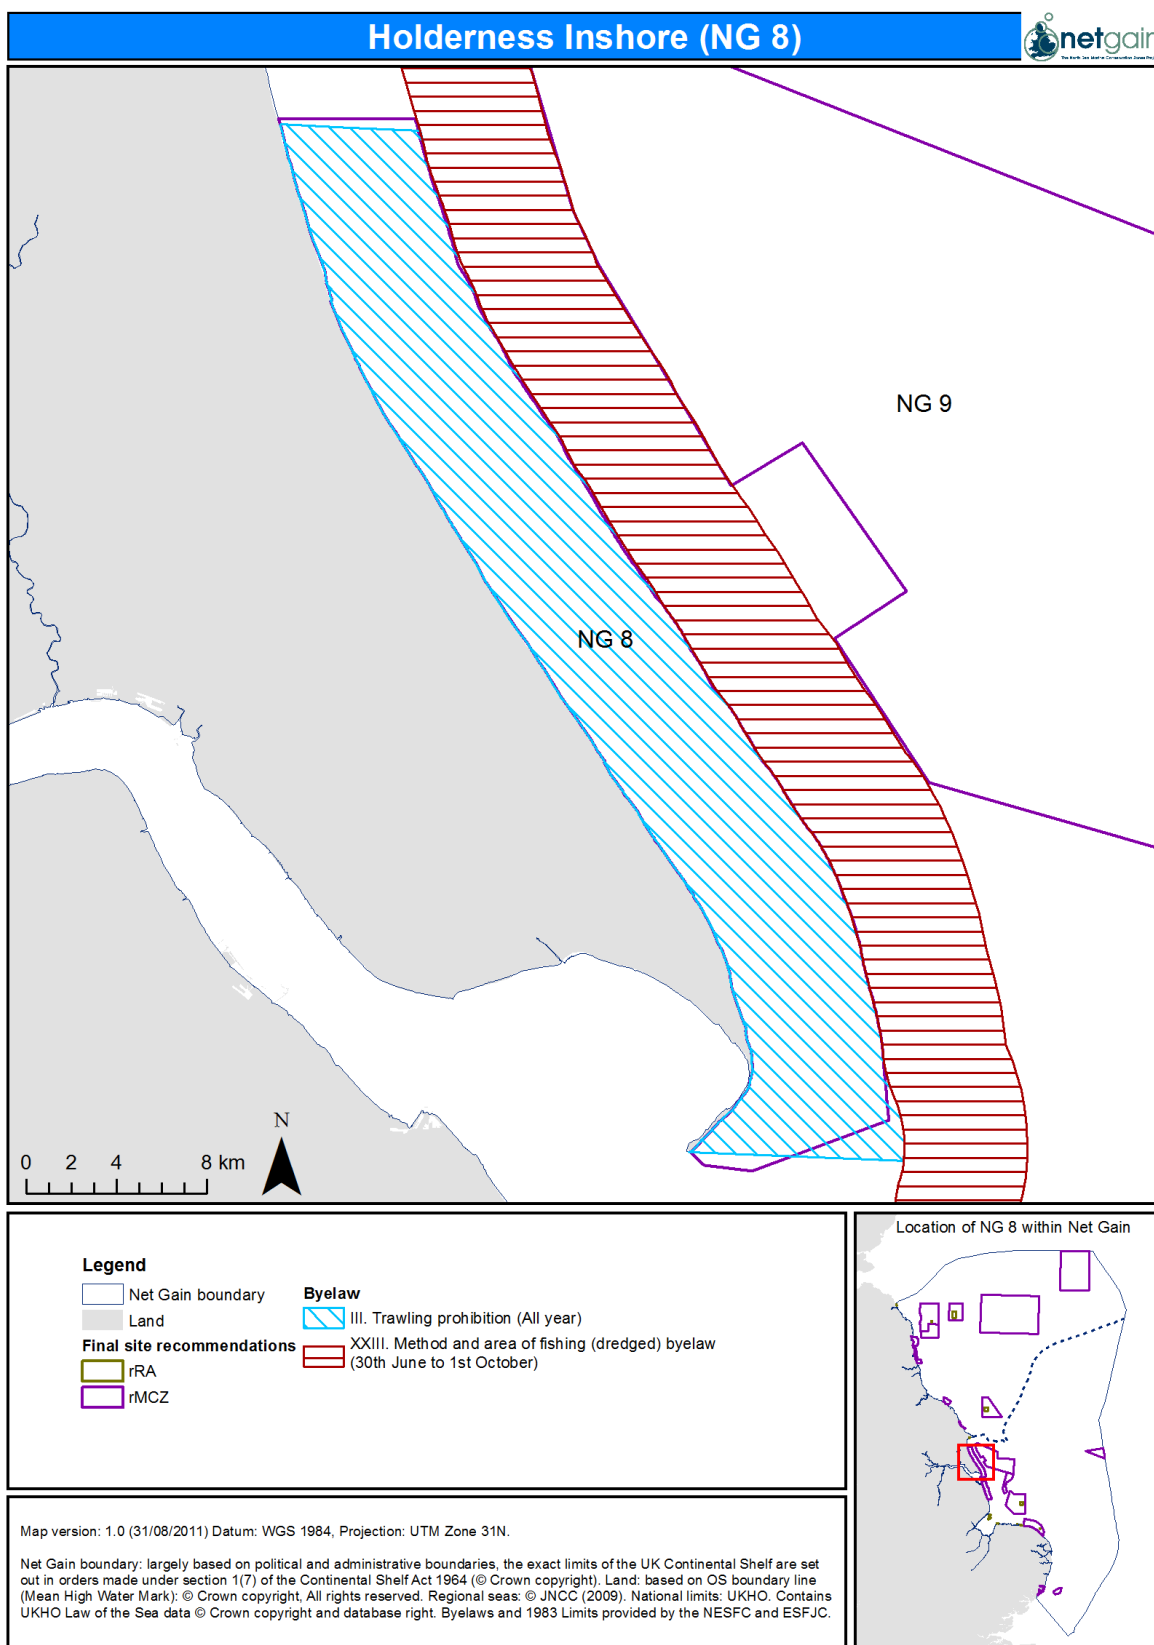 Holderness Inshore (NG 8)
netgain
NG 9
NG 8
N
0 2 4 8 km
Legend
Net Gain boundary
Land
Final site recommendations
rRA
rMCZ
Byelaw
III. Trawling prohibition (All year)
XXIII. Method and area of fishing (dredged) byelaw
(30th June to 1st October)
Location of NG 8 within Net Gain
Map version: 1.0 (31/08/2011) Datum: WGS 1984, Projection: UTM Zone 31N.
Net Gain boundary: largely based on political and administrative boundaries, the exact limits of the UK Continental Shelf are set
out in orders made under section 1(7) of the Continental Shelf Act 1964 (© Crown copyright). Land: based on OS boundary line
(Mean High Water Mark): © Crown copyright, All rights reserved. Regional seas: © JNCC (2009). National limits: UKHO. Contains
UKHO Law of the Sea data © Crown copyright and database right. Byelaws and 1983 Limits provided by the NESFC and ESFJC.